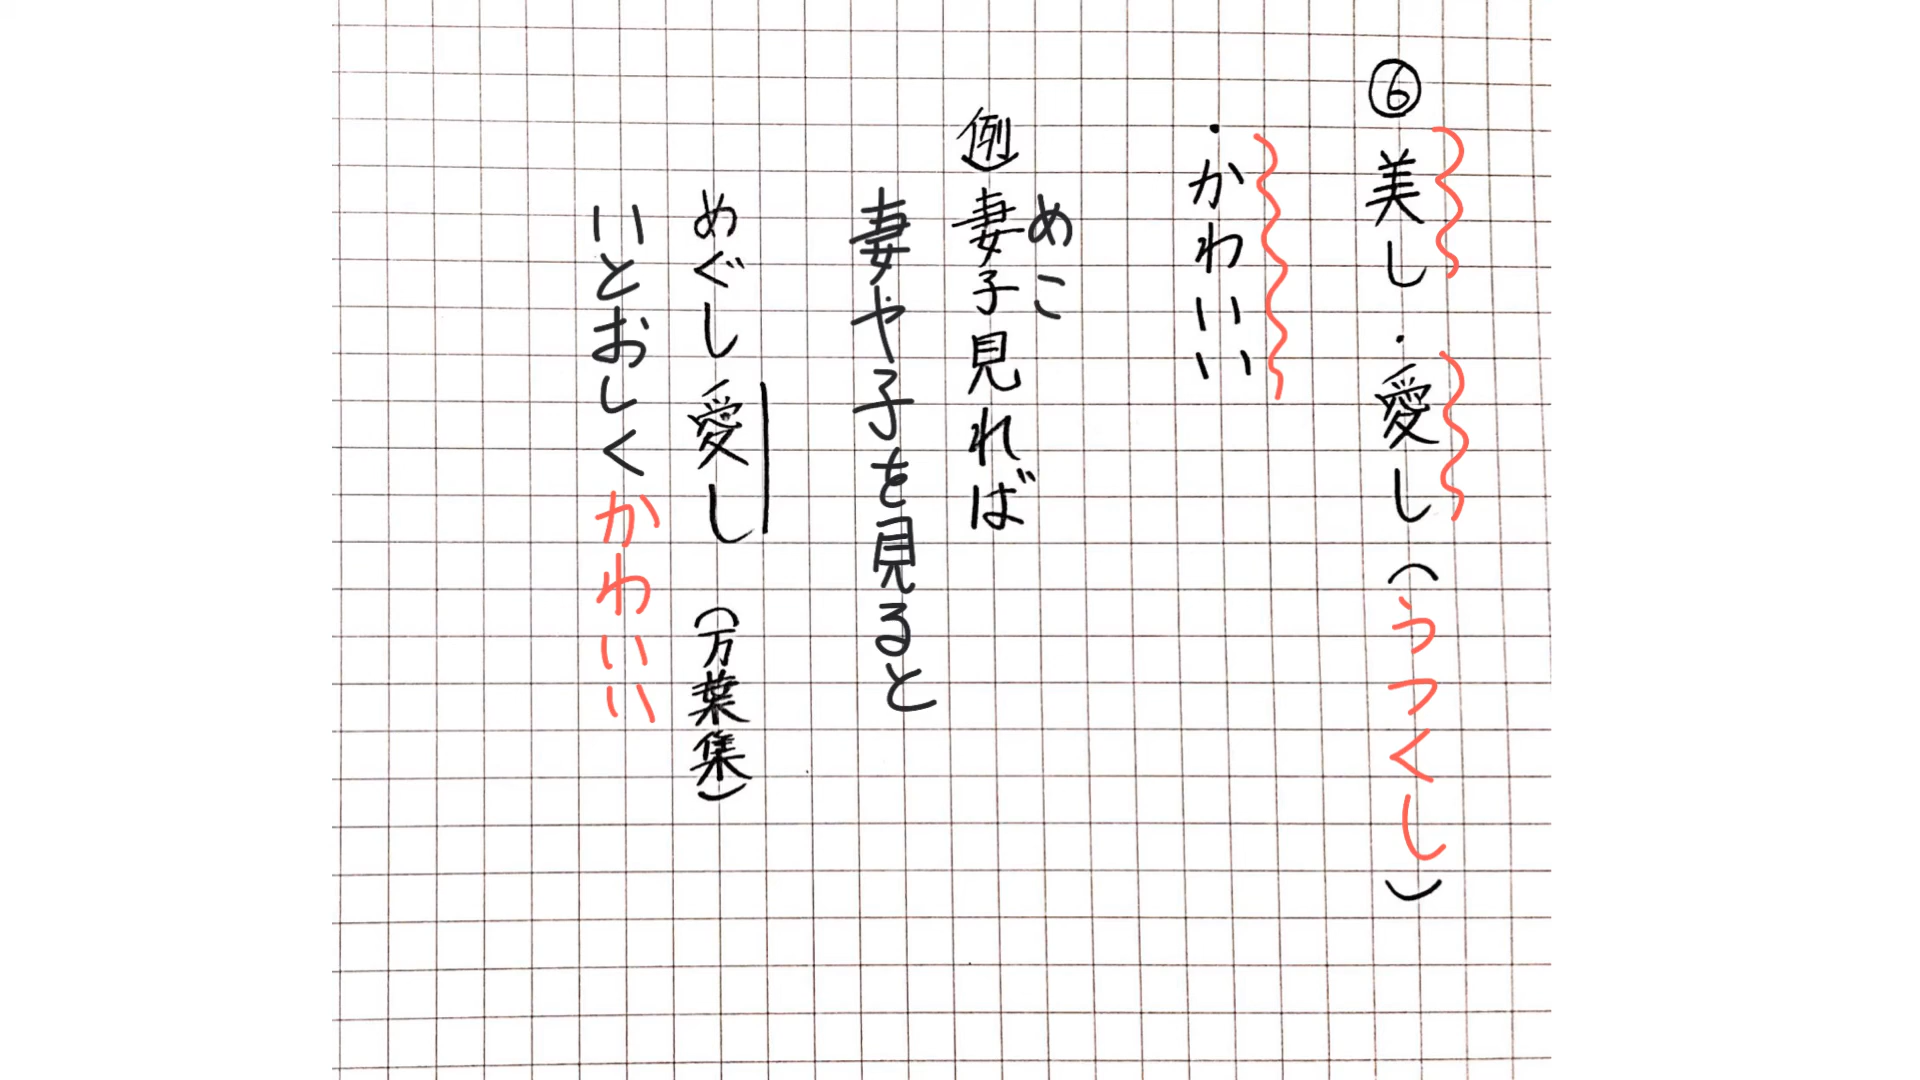 ⑥美し・愛し(うつくし)
・かわいい
めこ
例)妻子見れば
妻や子を見ると
めぐし愛し(万葉集)
いとおしくかわいい